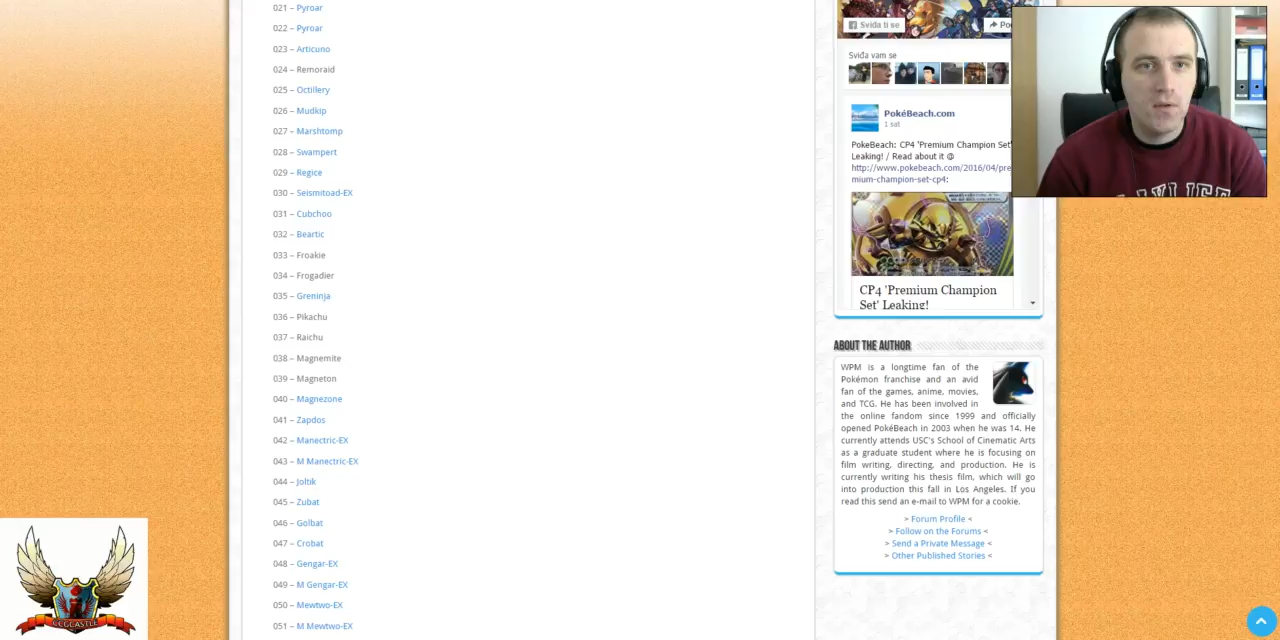 021 – Pyroar
022 – Pyroar
023 – Articuno
024 – Remoraid
025 – Octillery
026 – Mudkip
027 – Marshtomp
028 – Swampert
029 – Regice
030 – Seismitoad-EX
031 – Cubchoo
032 – Beartic
033 – Froakie
034 – Frogadier
035 – Greninja
036 – Pikachu
037 – Raichu
038 – Magnemite
039 – Magneton
040 – Magnezone
041 – Zapdos
042 – Manectric-EX
043 – M Manectric-EX
044 – Joltik
045 – Zubat
046 – Golbat
047 – Crobat
048 – Gengar-EX
049 – M Gengar-EX
050 – Mewtwo-EX
051 – M Mewtwo-EX
Sviđa ti se
Sviđa vam se
PokéBeach.com
1 sat
PokeBeach: CP4 'Premium Champion Set'
Leaking! / Read about it @
http://www.pokebeach.com/2016/04/pre
mium-champion-set-cp4:
CP4 'Premium Champion
Set' Leaking!
ABOUT THE AUTHOR
WPM is a longtime fan of the
Pokémon franchise and an avid
fan of the games, anime, movies,
and TCG. He has been involved in
the online fandom since 1999 and officially
opened PokéBeach in 2003 when he was 14. He
currently attends USC's School of Cinematic Arts
as a graduate student where he is focusing on
film writing, directing, and production. He is
currently writing his thesis film, which will go
into production this fall in Los Angeles. If you
read this send an e-mail to WPM for a cookie.
> Forum Profile <
> Follow on the Forums <
> Send a Private Message <
> Other Published Stories <
CCGCASTLE